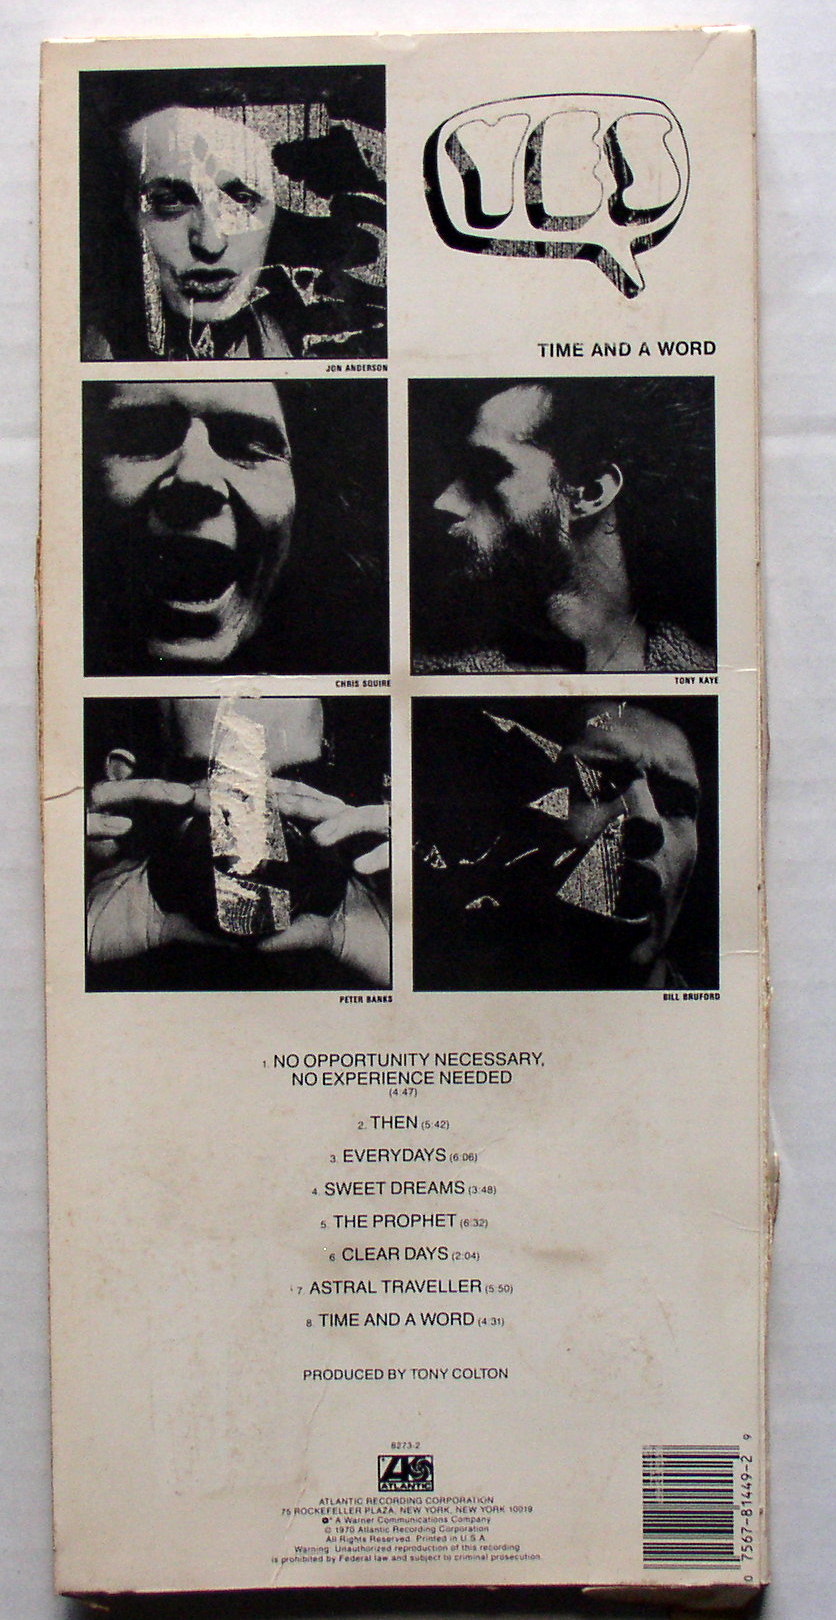 YES
TIME AND A WORD
JON ANDERSON
CHRIS SQUIRE
TONY KAYE
PETER BANKS
BILL BRUFORD
1. NO OPPORTUNITY NECESSARY,
NO EXPERIENCE NEEDED
(4:47)
2. THEN (5:42)
3. EVERYDAYS (6:06)
4. SWEET DREAMS (3:48)
5. THE PROPHET (6:32)
6. CLEAR DAYS (2:04)
7. ASTRAL TRAVELLER (5:50)
8. TIME AND A WORD (4:31)
PRODUCED BY TONY COLTON
8273-2
ATLANTIC
ATLANTIC RECORDING CORPORATION
75 ROCKEFELLER PLAZA, NEW YORK, NEW YORK 10019
A Warner Communications Company
© 1970 Atlantic Recording Corporation
All Rights Reserved. Printed in U.S.A.
Warning: Unauthorized reproduction of this recording
is prohibited by Federal law and subject to criminal prosecution.
0 7567-81449-2 9